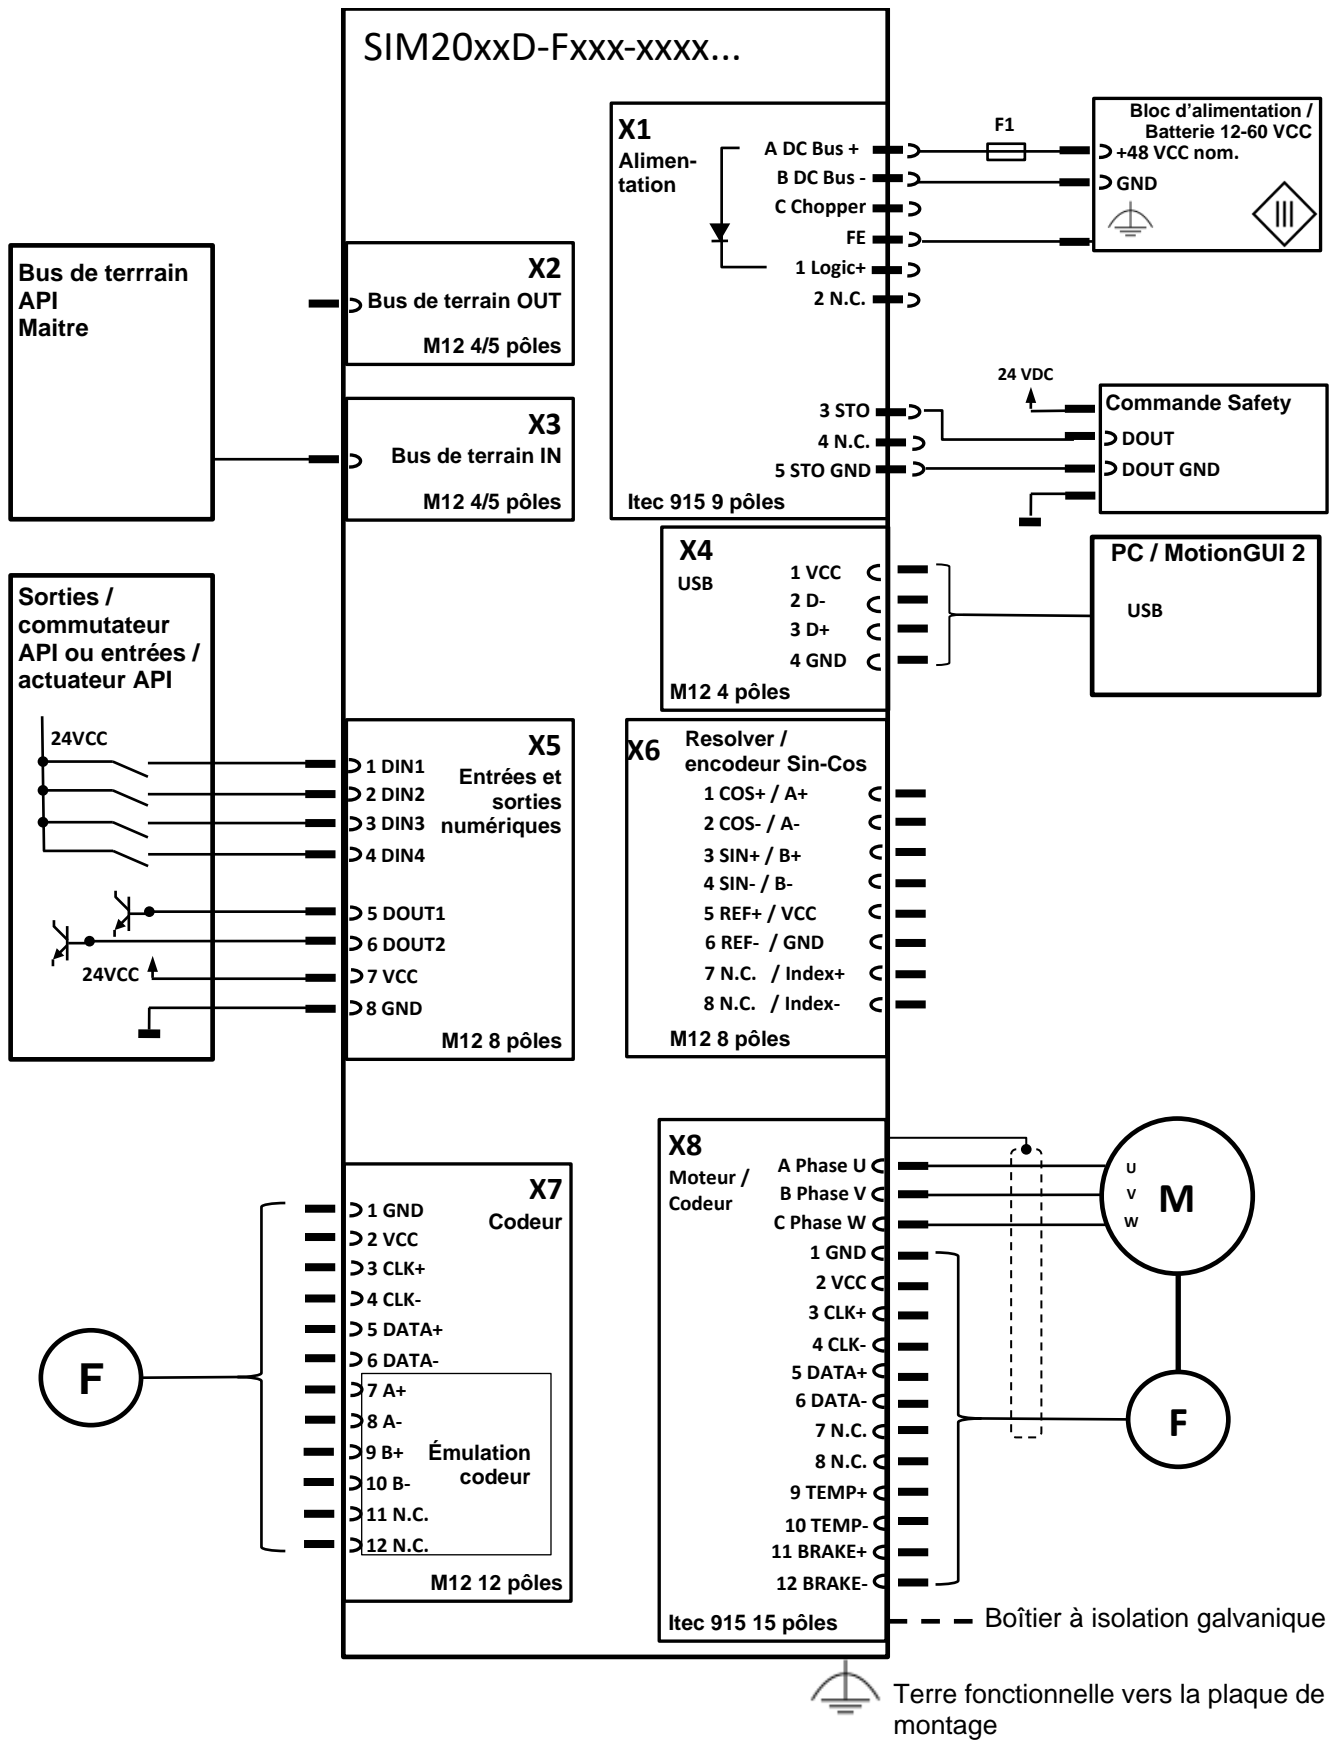 SIM20xxD-Fxxx-xxxx...
X1
Alimen-
tation
A DC Bus +
B DC Bus -
C Chopper
FE
1 Logic+
2 N.C.
3 STO
4 N.C.
5 STO GND
Itec 915 9 pôles
F1
Bloc d'alimentation /
Batterie 12-60 VCC
+48 VCC nom.
GND
III
Bus de terrrain
API
Maitre
X2
Bus de terrain OUT
M12 4/5 pôles
X3
Bus de terrain IN
M12 4/5 pôles
24 VDC
Commande Safety
DOUT
DOUT GND
X4
USB
1 VCC
2 D-
3 D+
4 GND
M12 4 pôles
PC / MotionGUI 2
USB
Sorties /
commutateur
API ou entrées /
actuateur API
24VCC
24VCC
X5
Entrées et
sorties
numériques
1 DIN1
2 DIN2
3 DIN3
4 DIN4
5 DOUT1
6 DOUT2
7 VCC
8 GND
M12 8 pôles
X6
Resolver /
encodeur Sin-Cos
1 COS+ / A+
2 COS- / A-
3 SIN+ / B+
4 SIN- / B-
5 REF+ / VCC
6 REF- / GND
7 N.C. / Index+
8 N.C. / Index-
M12 8 pôles
F
X7
Codeur
1 GND
2 VCC
3 CLK+
4 CLK-
5 DATA+
6 DATA-
7 A+
8 A-
9 B+
10 B-
11 N.C.
12 N.C.
Émulation
codeur
M12 12 pôles
X8
Moteur /
Codeur
A Phase U
B Phase V
C Phase W
1 GND
2 VCC
3 CLK+
4 CLK-
5 DATA+
6 DATA-
7 N.C.
8 N.C.
9 TEMP+
10 TEMP-
11 BRAKE+
12 BRAKE-
Itec 915 15 pôles
U
V
W
M
F
Boîtier à isolation galvanique
Terre fonctionnelle vers la plaque de
montage